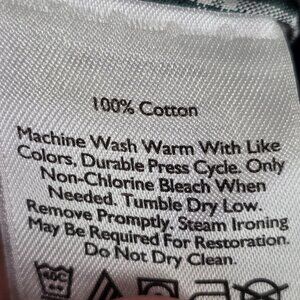 100% Cotton
Machine Wash Warm With Like
Colors, Durable Press Cycle. Only
Non-Chlorine Bleach When
Needed. Tumble Dry Low.
Remove Promptly. Steam Ironing
May Be Required For Restoration.
Do Not Dry Clean.